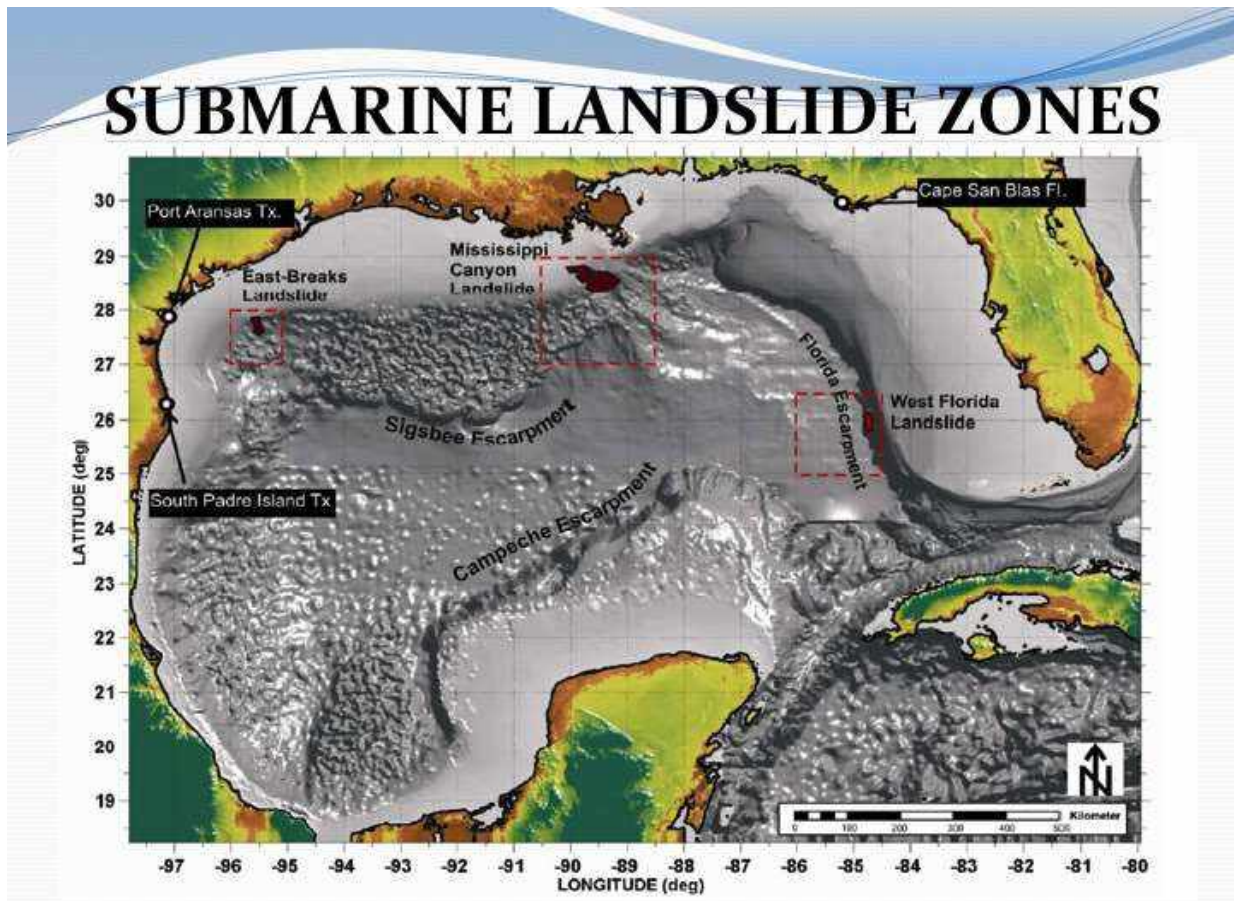 SUBMARINE LANDSLIDE ZONES
30
29
28
27
26
25
24
23
22
21
20
19
LATITUDE (deg)
Port Aransas Tx.
Cape San Blas Fl.
East-Breaks
Landslide
Mississippi
Canyon
Landslide
Florida Escarpment
West Florida
Landslide
Sigsbee Escarpment
South Padre Island Tx
Campeche Escarpment
N
Kilometer
0 100 200 300 400 500
-97 -96 -95 -94 -93 -92 -91 -90 -89 -88 -87 -86 -85 -84 -83 -82 -81 -80
LONGITUDE (deg)